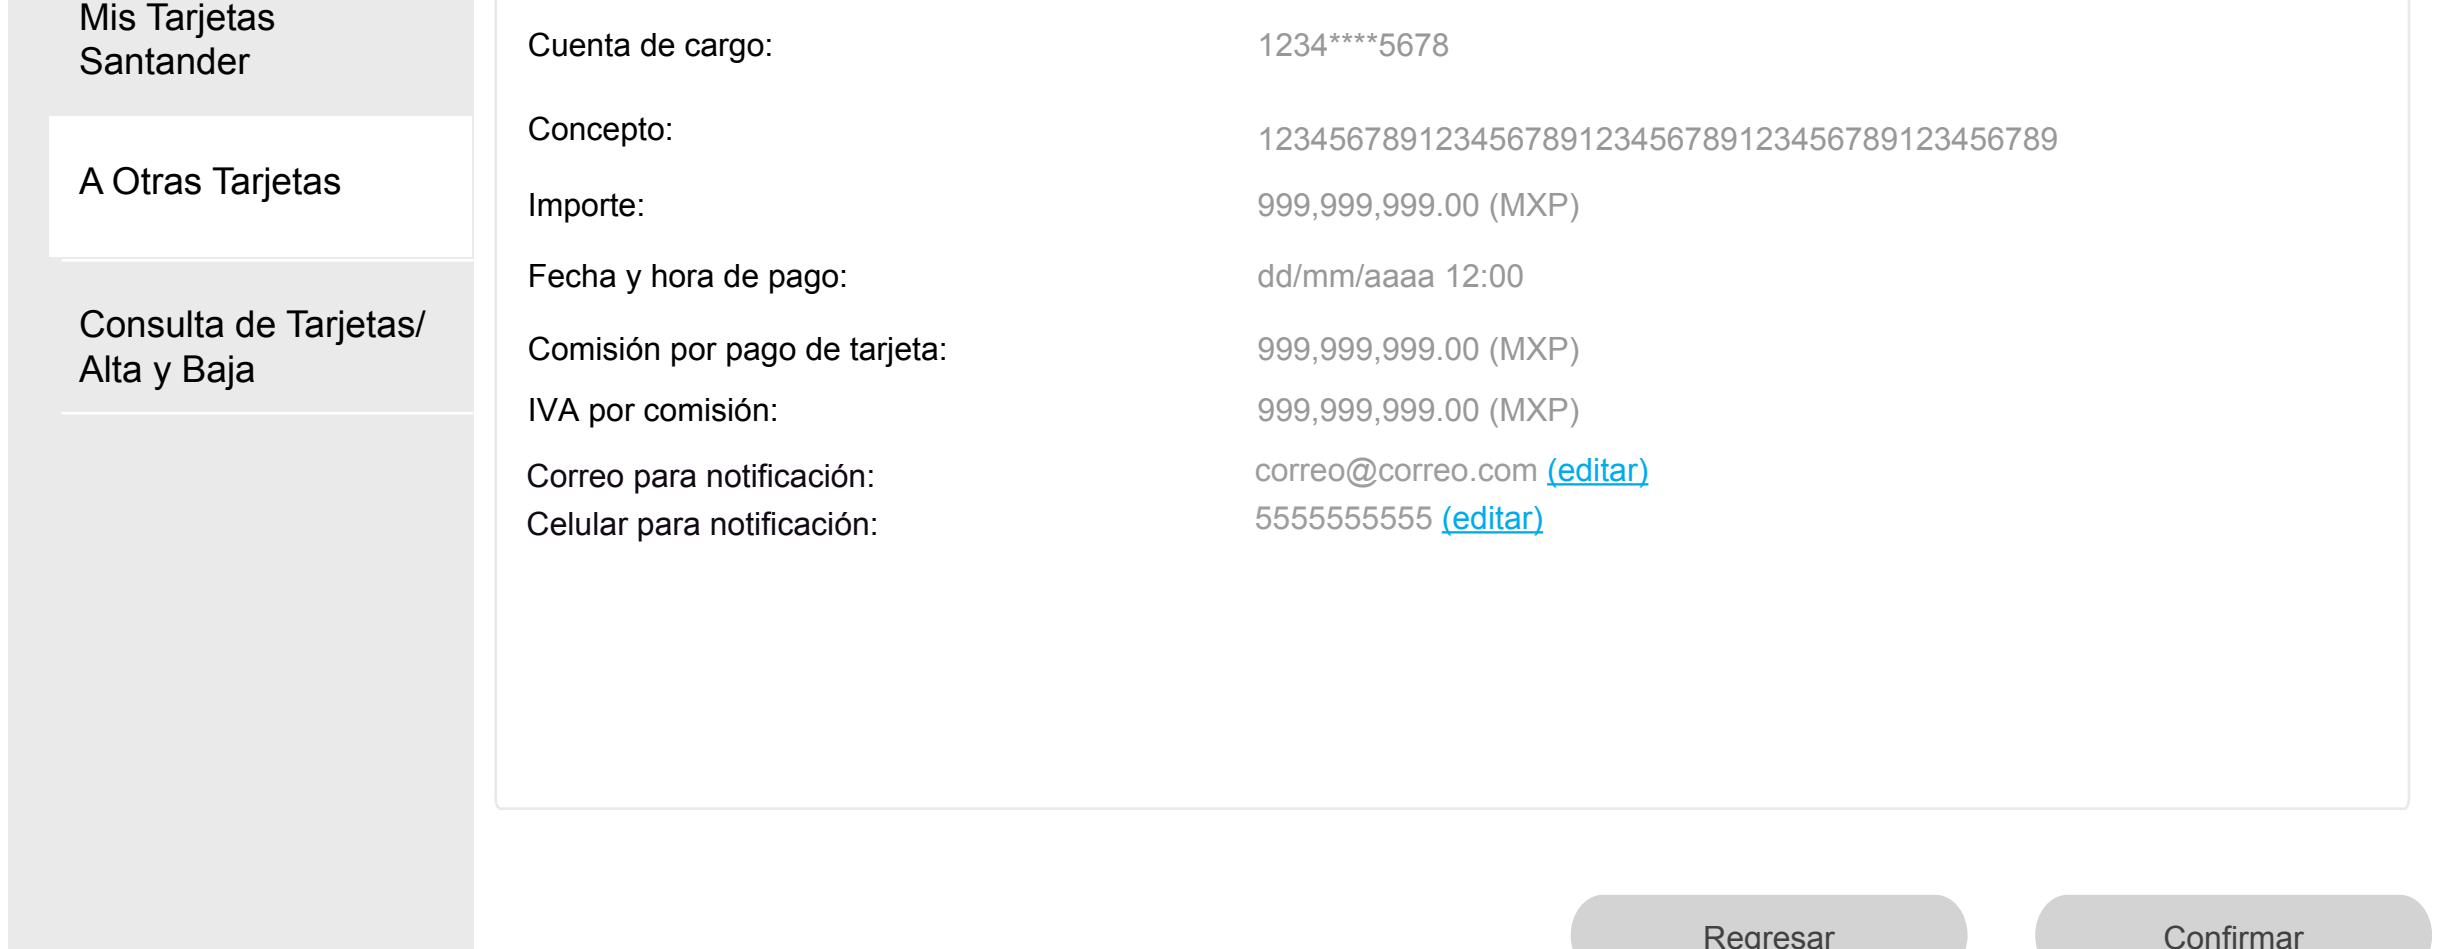 Mis Tarjetas
Santander
A Otras Tarjetas
Consulta de Tarjetas/
Alta y Baja
Cuenta de cargo: 1234****5678
Concepto: 123456789123456789123456789123456789123456789
Importe: 999,999,999.00 (MXP)
Fecha y hora de pago: dd/mm/aaaa 12:00
Comisión por pago de tarjeta: 999,999,999.00 (MXP)
IVA por comisión: 999,999,999.00 (MXP)
Correo para notificación: correo@correo.com (editar)
Celular para notificación: 5555555555 (editar)
Regresar Confirmar